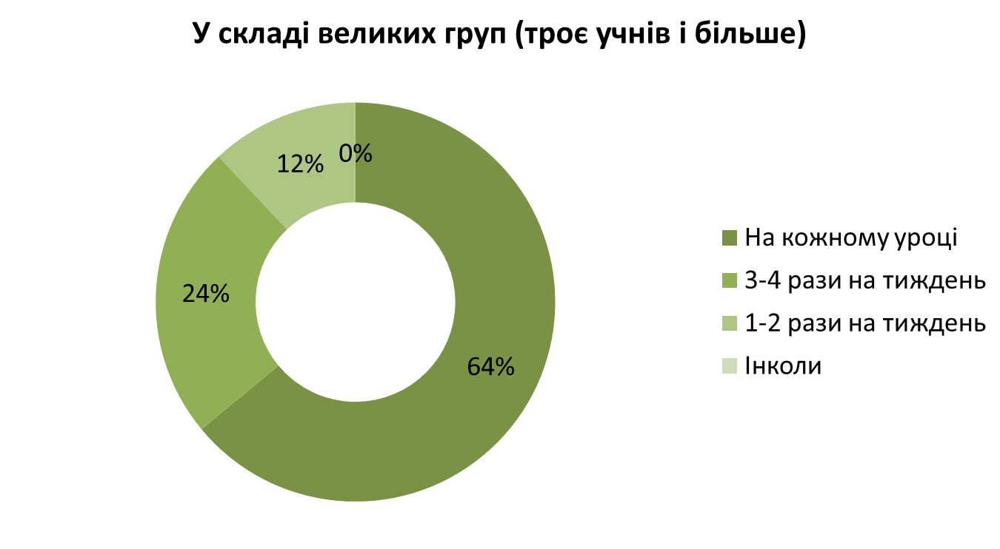 У складі великих груп (троє учнів і більше)
12%
0%
24%
64%
На кожному уроці
3-4 рази на тиждень
1-2 рази на тиждень
Інколи